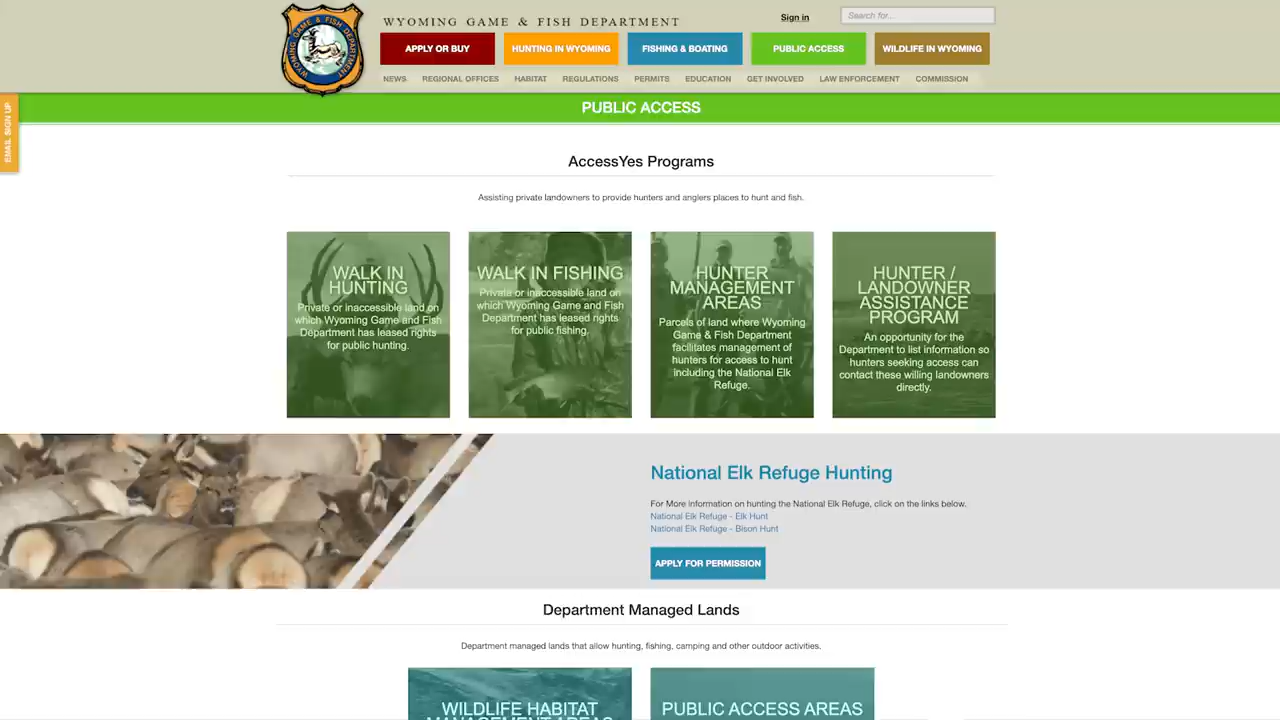 WYOMING GAME & FISH DEPARTMENT
WYOMING GAME & FISH DEPARTMENT
Sign in
Search for...
APPLY OR BUY
HUNTING IN WYOMING
FISHING & BOATING
PUBLIC ACCESS
WILDLIFE IN WYOMING
NEWS REGIONAL OFFICES HABITAT REGULATIONS PERMITS EDUCATION GET INVOLVED LAW ENFORCEMENT COMMISSION
EMAIL SIGN UP
PUBLIC ACCESS
AccessYes Programs
Assisting private landowners to provide hunters and anglers places to hunt and fish.
WALK IN
HUNTING
Private or inaccessible land on
which Wyoming Game and Fish
Department has leased rights
for public hunting.
WALK IN FISHING
Private or inaccessible land on
which Wyoming Game and Fish
Department has leased rights
for public fishing.
HUNTER
MANAGEMENT
AREAS
Parcels of land where Wyoming
Game & Fish Department
facilitates management of
hunters for access to hunt
including the National Elk
Refuge.
HUNTER /
LANDOWNER
ASSISTANCE
PROGRAM
An opportunity for the
Department to list information so
hunters seeking access can
contact these willing landowners
directly.
National Elk Refuge Hunting
For More information on hunting the National Elk Refuge, click on the links below.
National Elk Refuge - Elk Hunt
National Elk Refuge - Bison Hunt
APPLY FOR PERMISSION
Department Managed Lands
Department managed lands that allow hunting, fishing, camping and other outdoor activities.
WILDLIFE HABITAT
MANAGEMENT AREAS
PUBLIC ACCESS AREAS